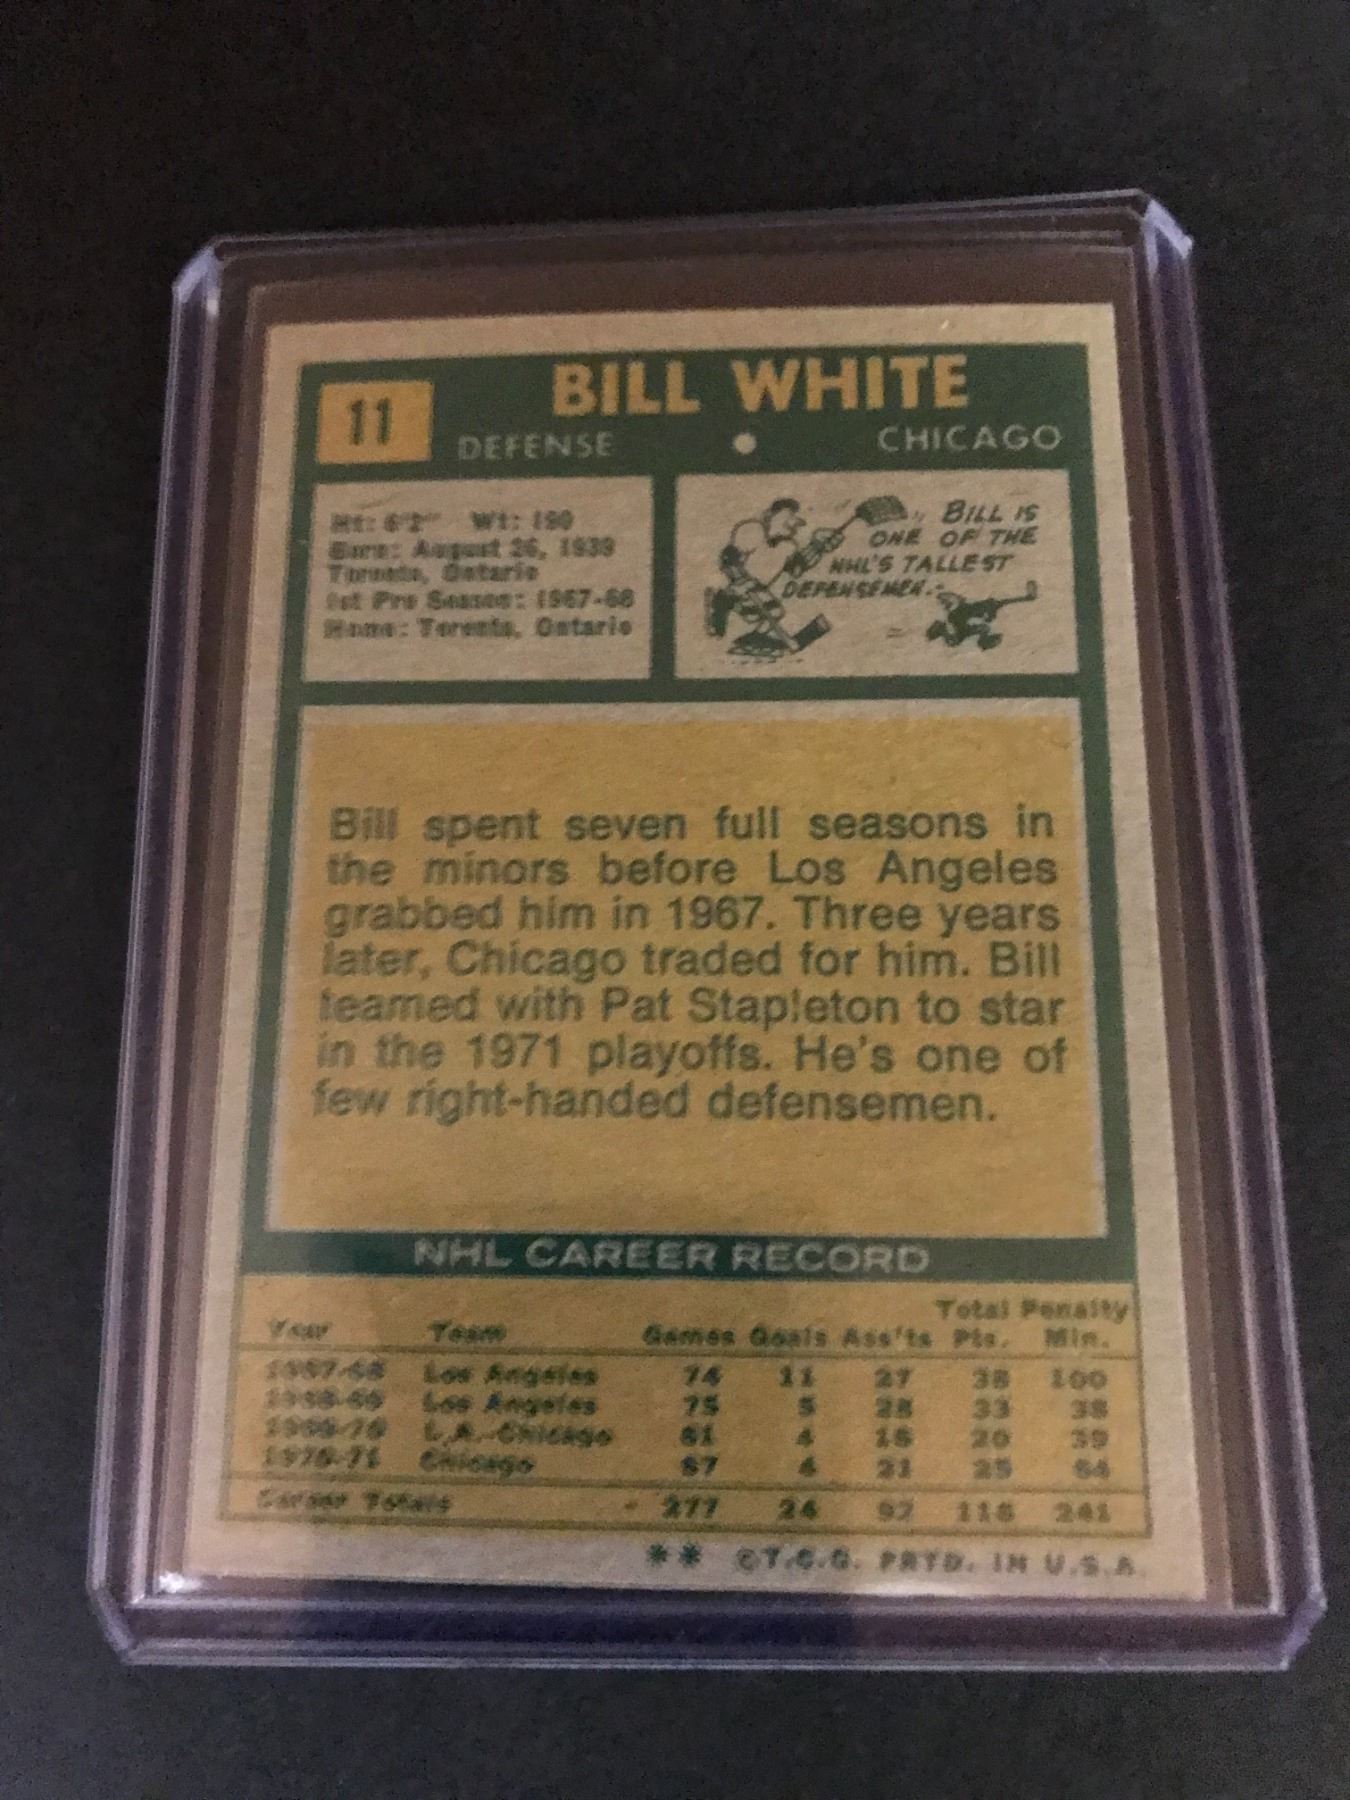 11
BILL WHITE
DEFENSE
CHICAGO
Ht: 6'2" Wt: 190
Born: August 26, 1939
Toronto, Ontario
1st Pro Season: 1967-68
Home: Toronto, Ontario
BILL IS
ONE OF THE
NHL'S TALLEST
DEFENSEMEN.
Bill spent seven full seasons in
the minors before Los Angeles
grabbed him in 1967. Three years
later, Chicago traded for him. Bill
teamed with Pat Stapleton to star
in the 1971 playoffs. He's one of
few right-handed defensemen.
NHL CAREER RECORD
Total Penalty
Year Team Games Goals Ass'ts Pts. Min.
1967-68 Los Angeles 74 11 27 38 100
1968-69 Los Angeles 75 5 28 33 38
1969-70 L.A.-Chicago 61 4 16 20 39
1970-71 Chicago 67 4 21 25 64
Career Totals 277 24 92 116 241
** ©T.C.G. PRTD. IN U.S.A.